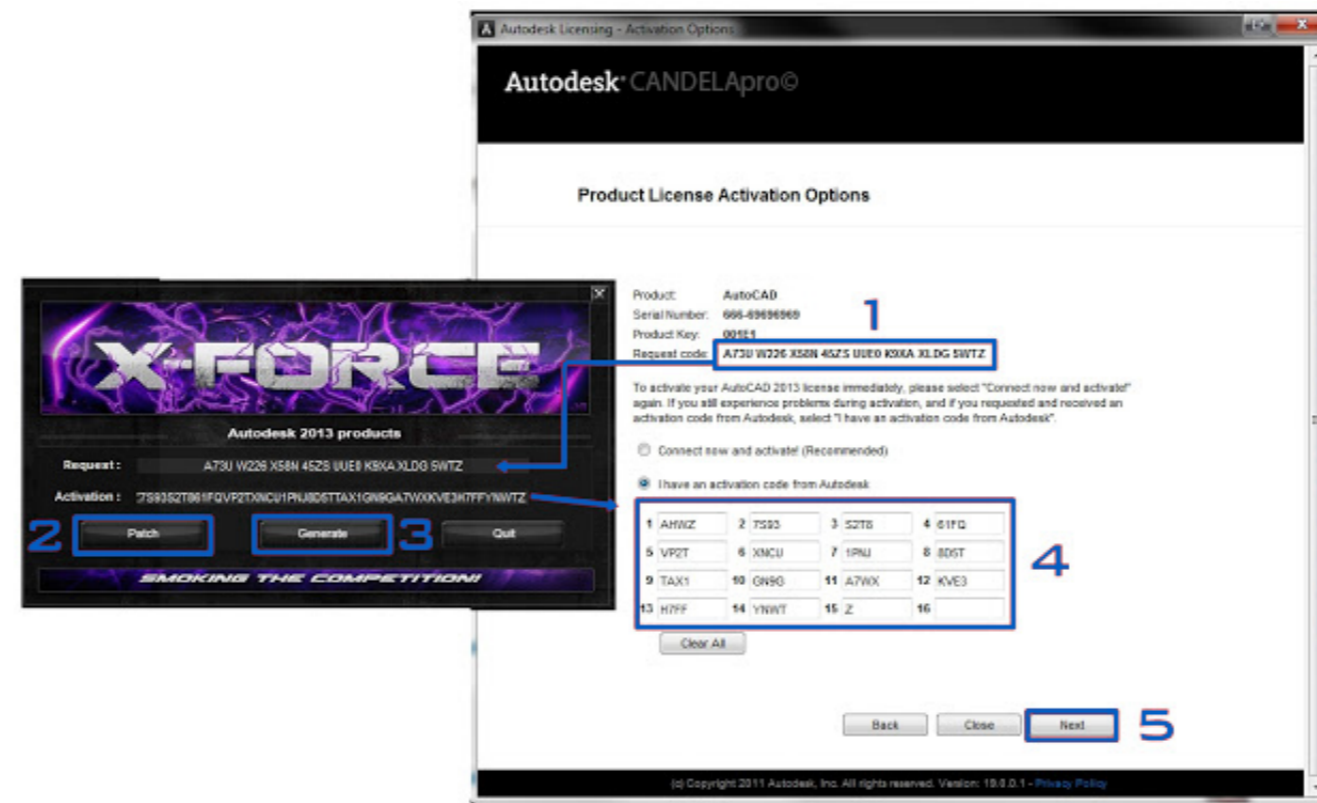 Autodesk Licensing - Activation Options
Autodesk CANDELApro©
Product License Activation Options
Product: AutoCAD
Serial Number: 666-69696969
Product Key: 001E1
1
Request code: A73U W226 X58N 45ZS UUE0 K9XA XLDG 5WTZ
To activate your AutoCAD 2013 license immediately, please select "Connect now and activate!"
again. If you still experience problems during activation, and if you requested and received an
activation code from Autodesk, select "I have an activation code from Autodesk".
Connect now and activate! (Recommended)
I have an activation code from Autodesk
1 AHWZ 2 7S93 3 S2T8 4 61FQ
5 VP2T 6 XNCU 7 1PNJ 8 8DST
9 TAX1 10 GN9G 11 A7WX 12 KVE3
13 H7FF 14 YNWT 15 Z 16
4
Clear All
Back Close Next
5
(c) Copyright 2011 Autodesk, Inc. All rights reserved. Version: 19.0.0.1 - Privacy Policy
X-FORCE
Autodesk 2013 products
Request : A73U W226 X58N 45ZS UUE0 K9XA XLDG 5WTZ
Activation :
2 Patch Generate 3 Quit
SMOKING THE COMPETITION!